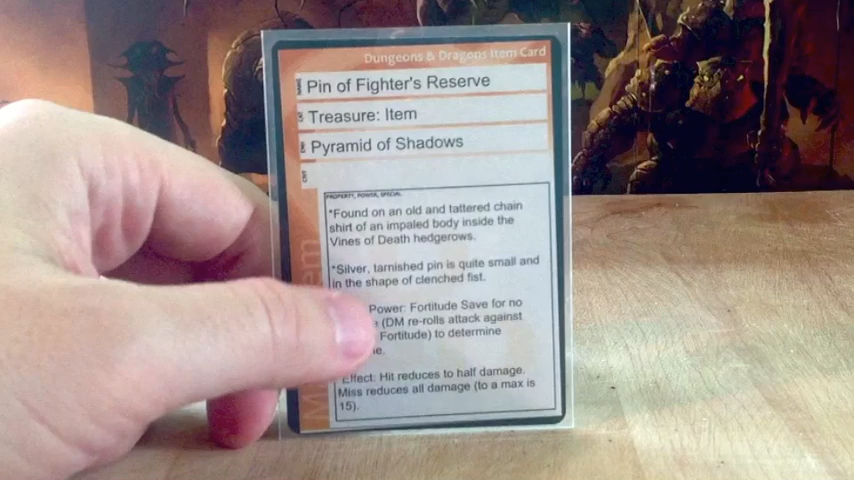 Dungeons & Dragons Item Card
NAME Pin of Fighter's Reserve
Treasure: Item
Pyramid of Shadows
PROPERTY, POWER, SPECIAL
*Found on an old and tattered chain
shirt of an impaled body inside the
Vines of Death hedgerows.
*Silver, tarnished pin is quite small and
in the shape of clenched fist.
Power: Fortitude Save for no
(DM re-rolls attack against
Fortitude) to determine
Effect: Hit reduces to half damage.
Miss reduces all damage (to a max is
15).